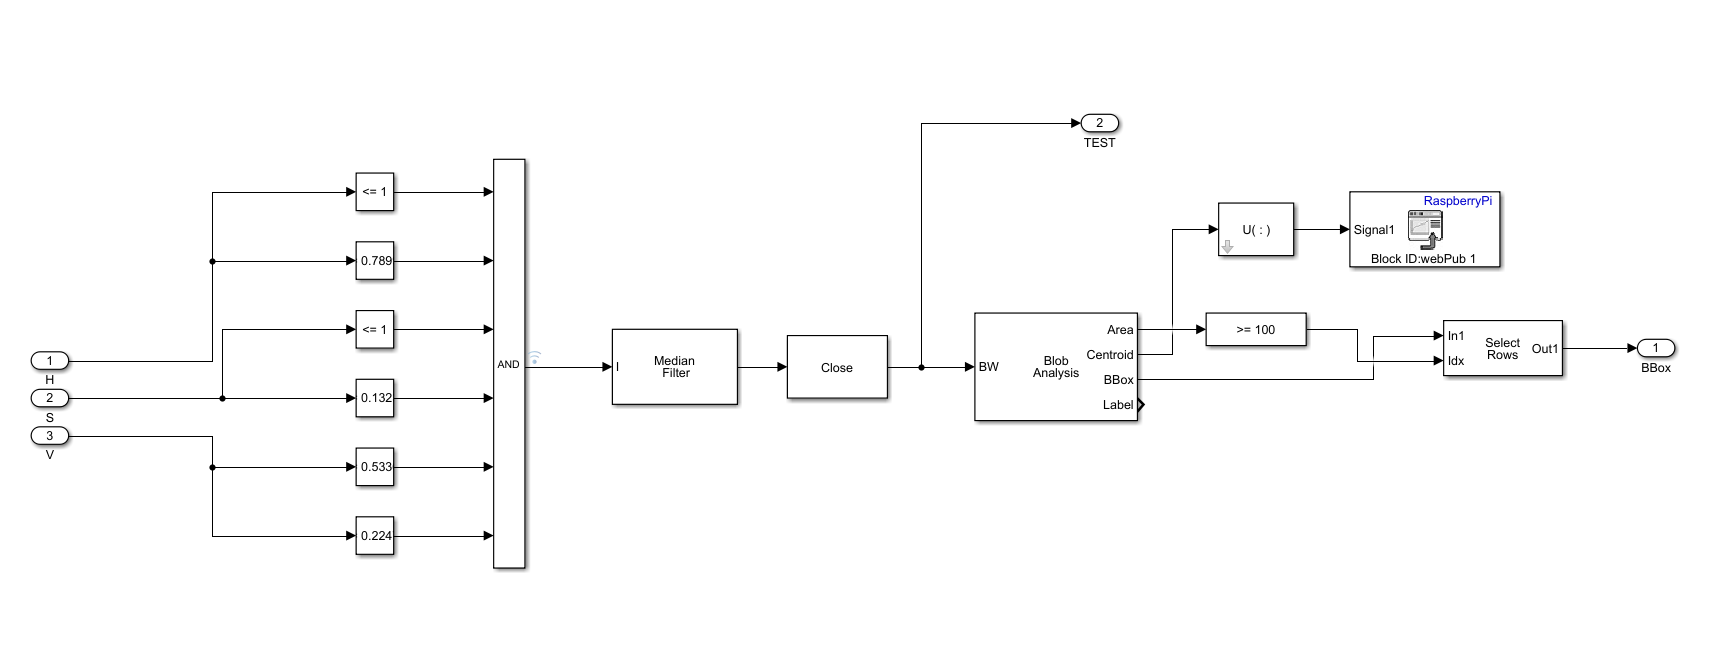 2
TEST
<= 1
0.789
<= 1
0.132
0.533
0.224
1
H
2
S
3
V
AND
I
Median
Filter
Close
BW
Blob
Analysis
Area
Centroid
BBox
Label
U( : )
RaspberryPi
Signal1
Block ID:webPub 1
>= 100
In1
Idx
Select
Rows
Out1
1
BBox